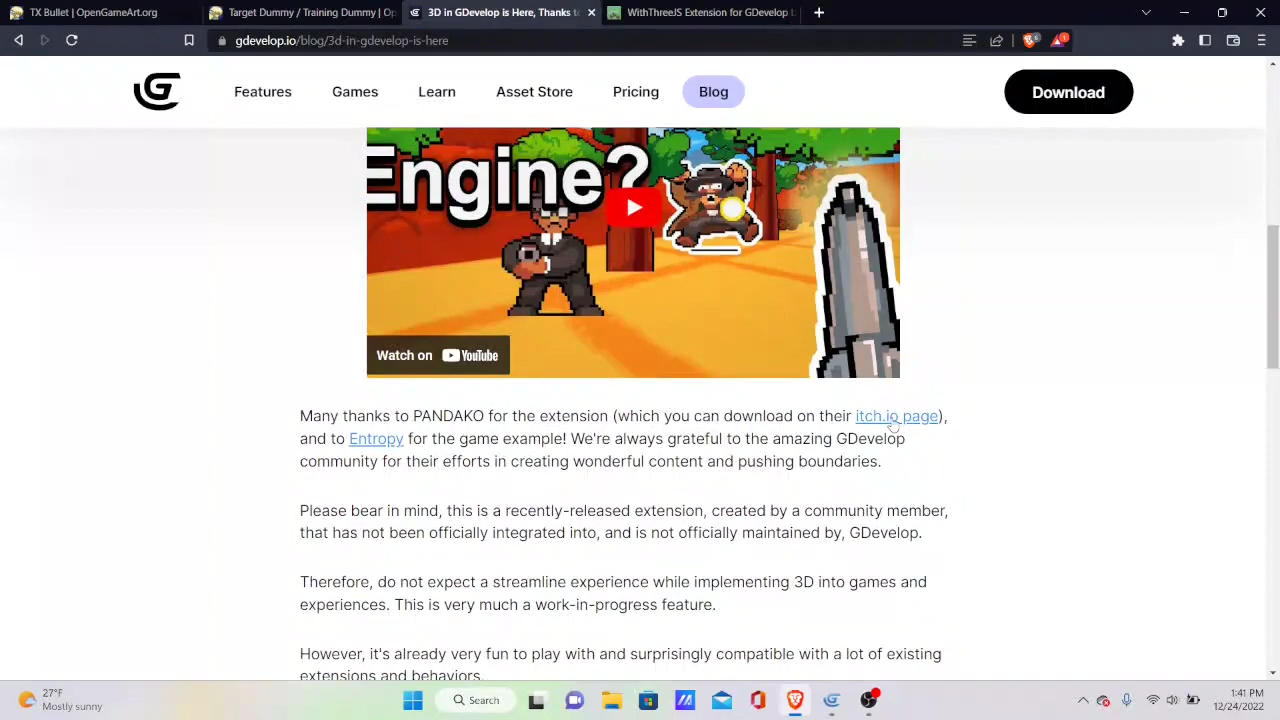 TX Bullet | OpenGameArt.org
Target Dummy / Training Dummy | Op
3D in GDevelop is Here, Thanks to
WithThreeJS Extension for GDevelop b
gdevelop.io/blog/3d-in-gdevelop-is-here
Features
Games
Learn
Asset Store
Pricing
Blog
Download
Engine?
Watch on YouTube
Many thanks to PANDAKO for the extension (which you can download on their itch.io page),
and to Entropy for the game example! We're always grateful to the amazing GDevelop
community for their efforts in creating wonderful content and pushing boundaries.
Please bear in mind, this is a recently-released extension, created by a community member,
that has not been officially integrated into, and is not officially maintained by, GDevelop.
Therefore, do not expect a streamline experience while implementing 3D into games and
experiences. This is very much a work-in-progress feature.
However, it's already very fun to play with and surprisingly compatible with a lot of existing
extensions and behaviors.
27°F
Mostly sunny
Search
1:41 PM
12/24/2022